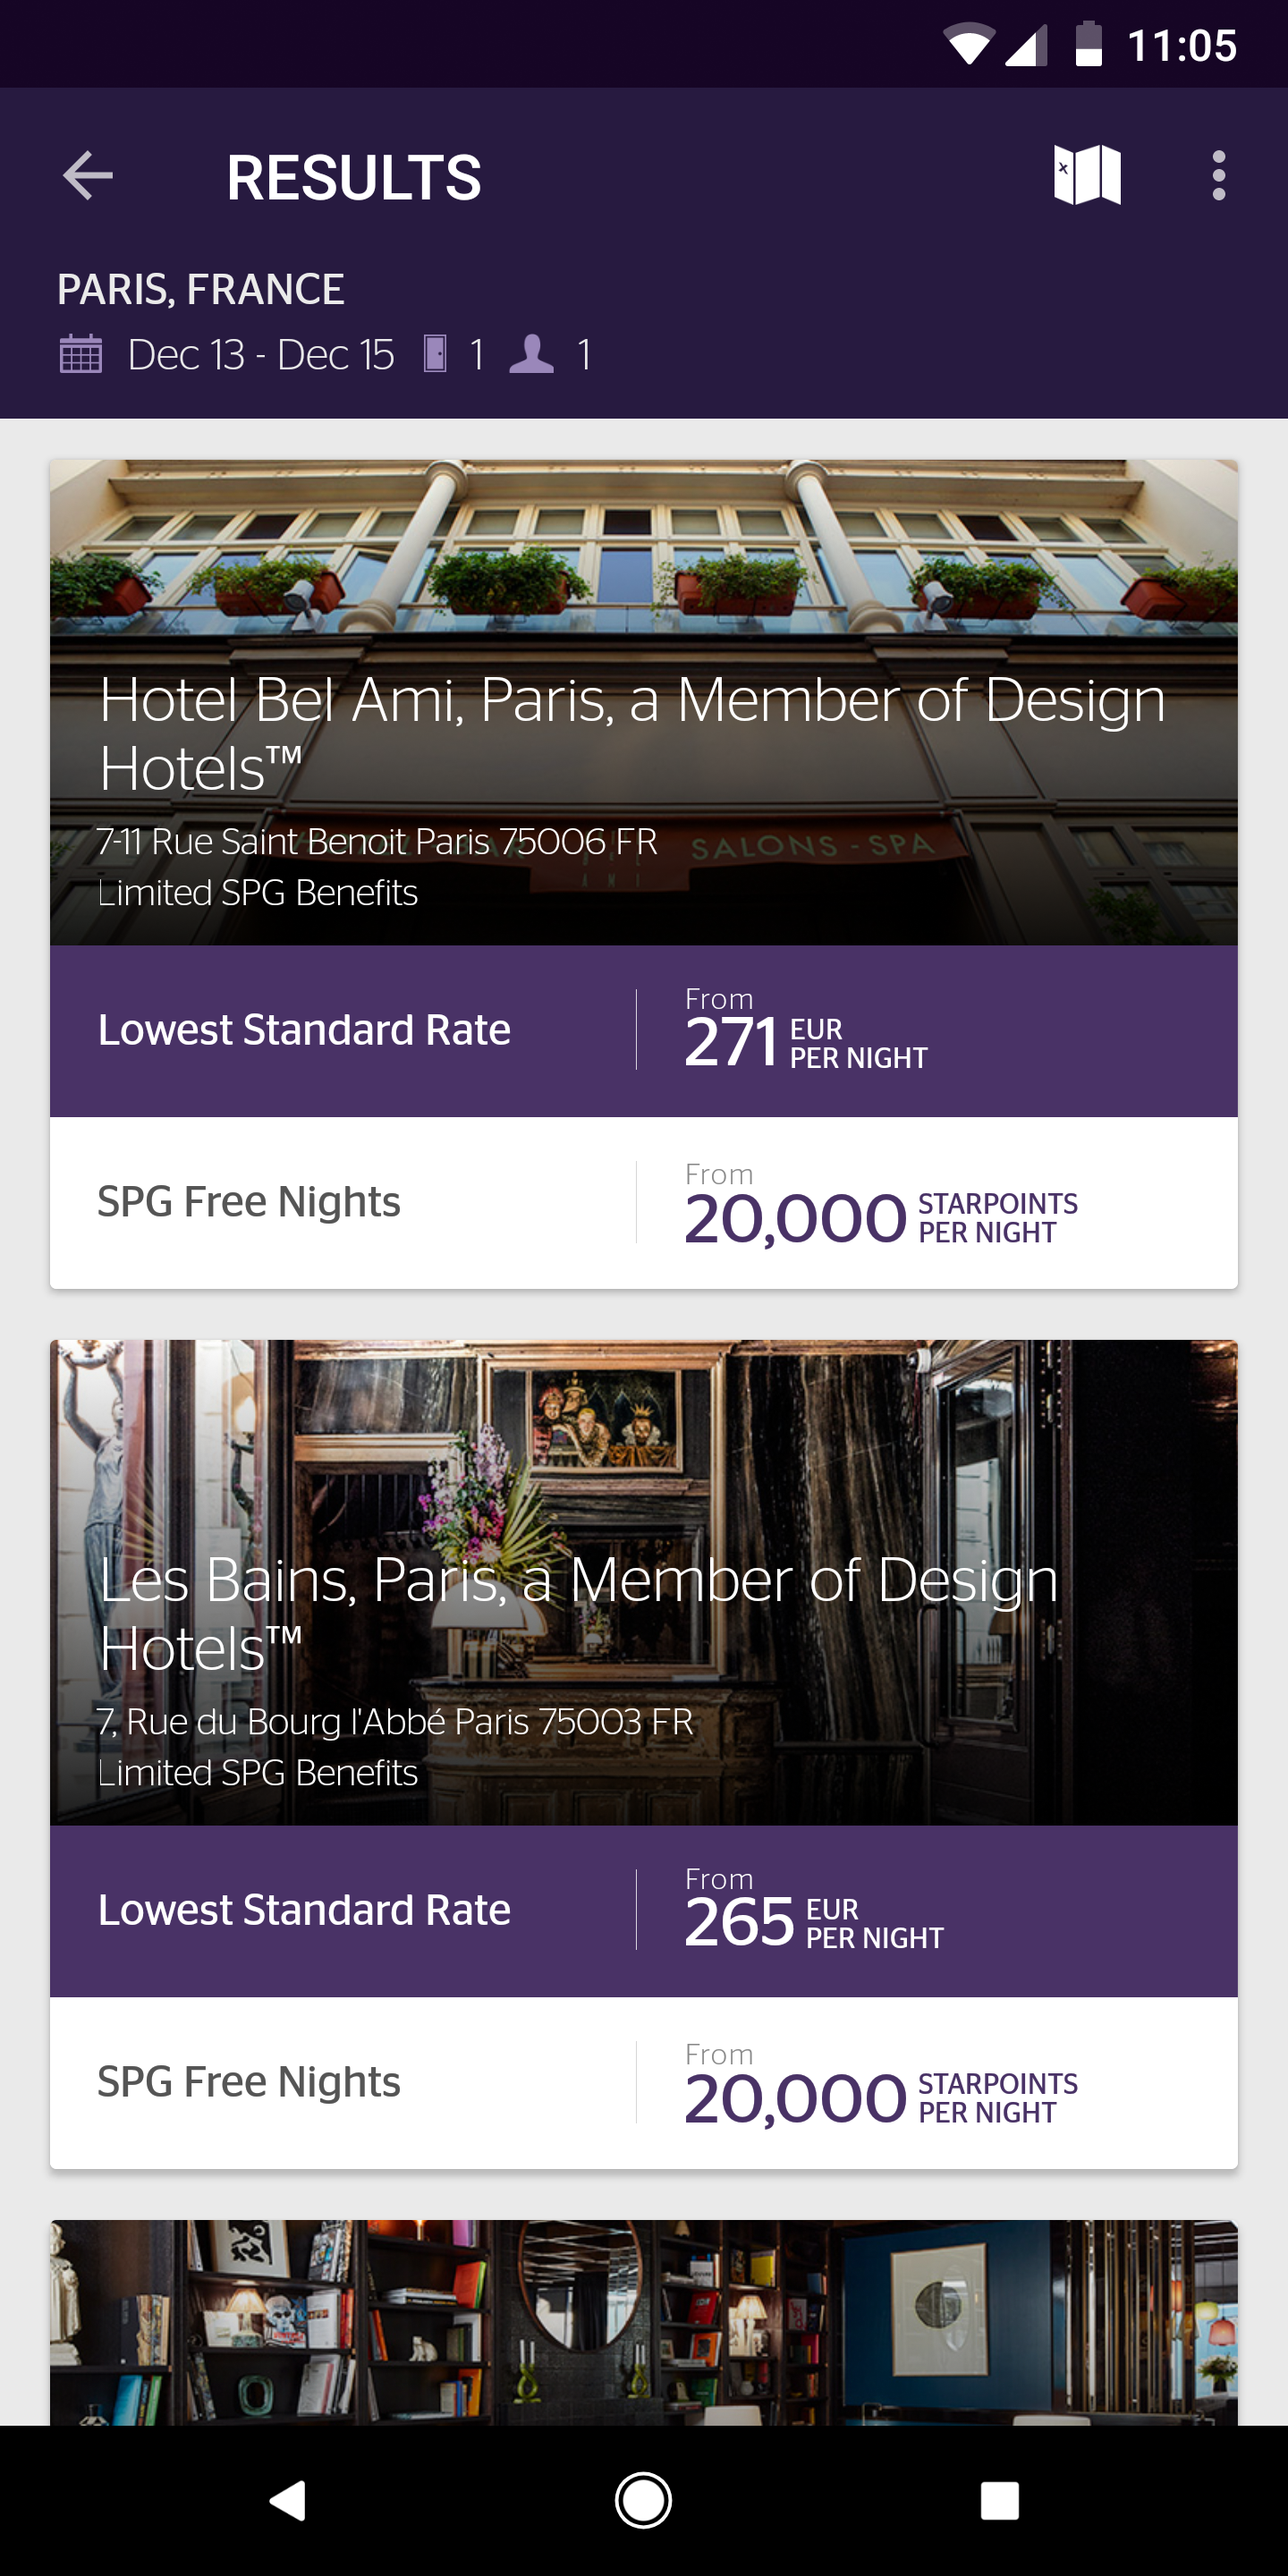 11:05
RESULTS
PARIS, FRANCE
Dec 13 - Dec 15 1 1
Hotel Bel Ami, Paris, a Member of Design
Hotels™
7-11 Rue Saint Benoit Paris 75006 FR
SALONS - SPA
AMI
Limited SPG Benefits
Lowest Standard Rate
From
271 EUR
PER NIGHT
SPG Free Nights
From
20,000 STARPOINTS
PER NIGHT
Les Bains, Paris, a Member of Design
Hotels™
7, Rue du Bourg l'Abbé Paris 75003 FR
Limited SPG Benefits
Lowest Standard Rate
From
265 EUR
PER NIGHT
SPG Free Nights
From
20,000 STARPOINTS
PER NIGHT